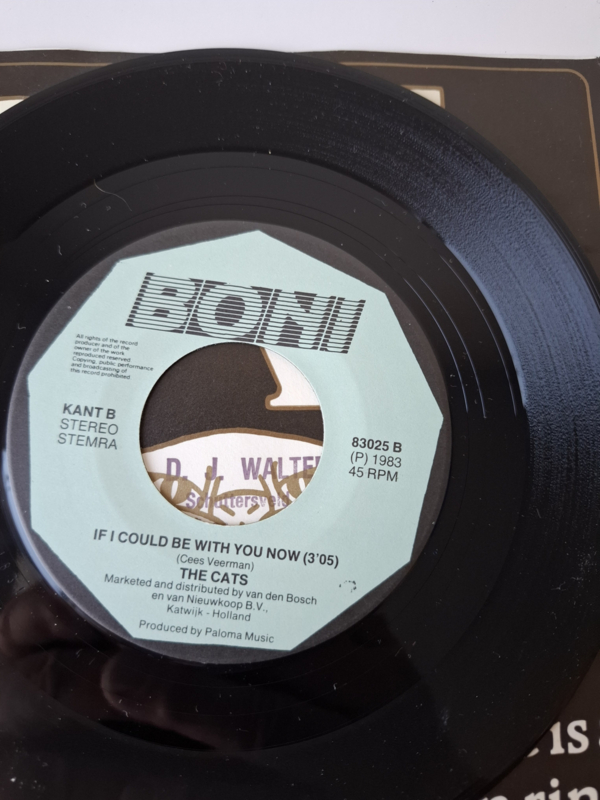 BONI
All rights of the record
producer and of the
owner of the work
reproduced reserved
Copying, public performance
and broadcasting of
this record prohibited
KANT B
STEREO
STEMRA
83025 B
(P) 1983
45 RPM
D. J. WALTE
Schuttersveld
IF I COULD BE WITH YOU NOW (3'05)
(Cees Veerman)
THE CATS
Marketed and distributed by van den Bosch
en van Nieuwkoop B.V.,
Katwijk - Holland
Produced by Paloma Music
is